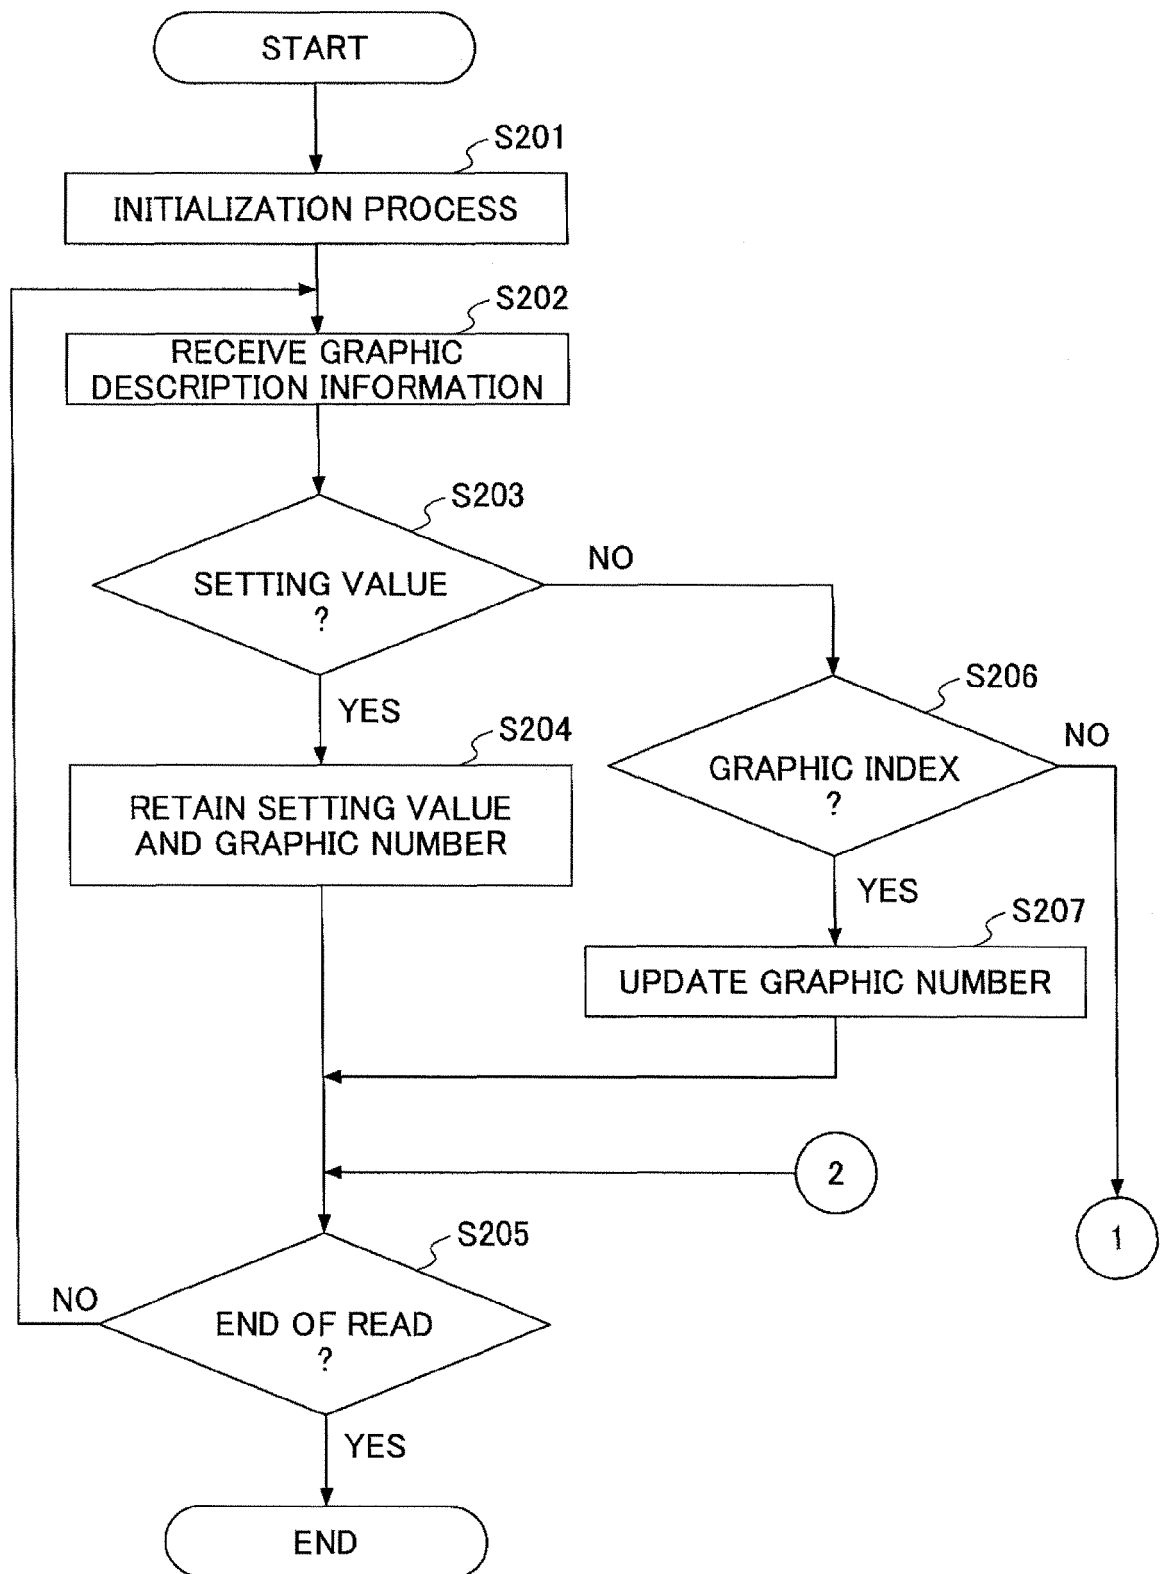 START
S201
INITIALIZATION PROCESS
S202
RECEIVE GRAPHIC
DESCRIPTION INFORMATION
S203
SETTING VALUE
?
NO
YES
S204
RETAIN SETTING VALUE
AND GRAPHIC NUMBER
S206
GRAPHIC INDEX
?
NO
YES
S207
UPDATE GRAPHIC NUMBER
2
1
S205
END OF READ
?
NO
YES
END